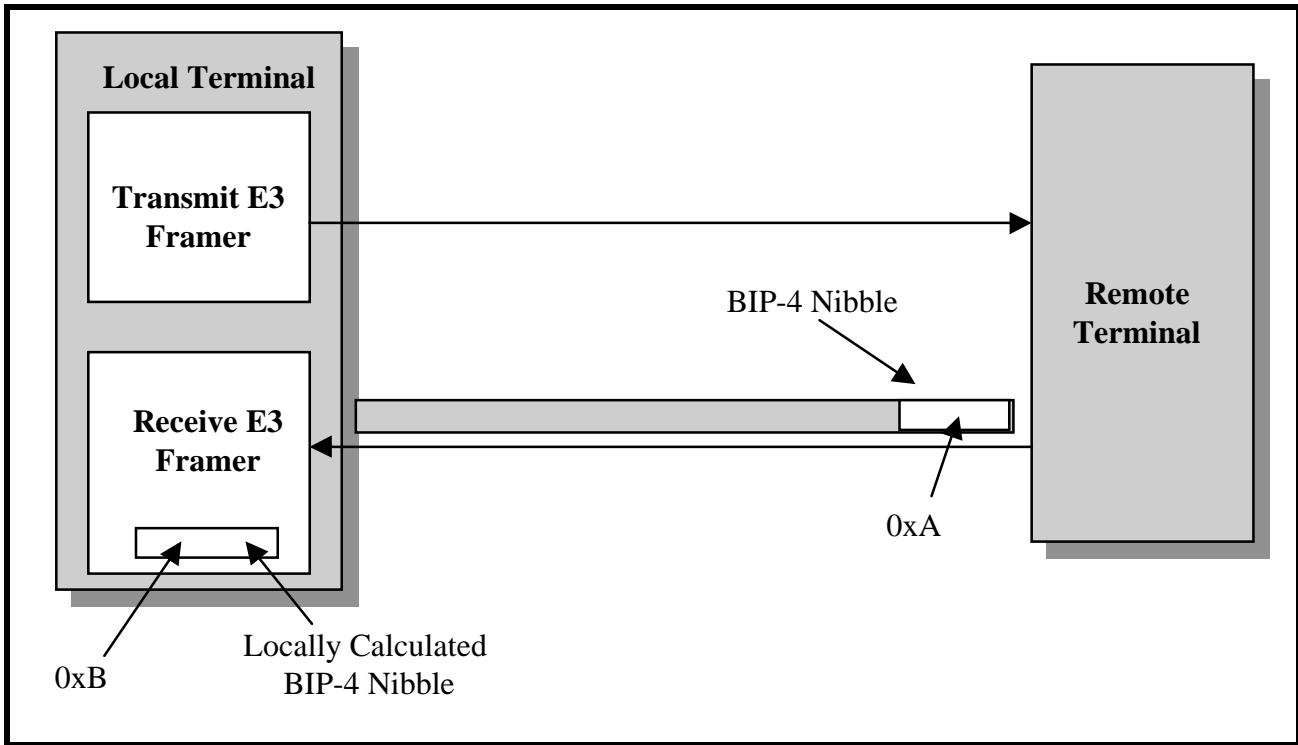 Local Terminal
Transmit E3
Framer
BIP-4 Nibble
Remote
Terminal
Receive E3
Framer
0xA
Locally Calculated
BIP-4 Nibble
0xB